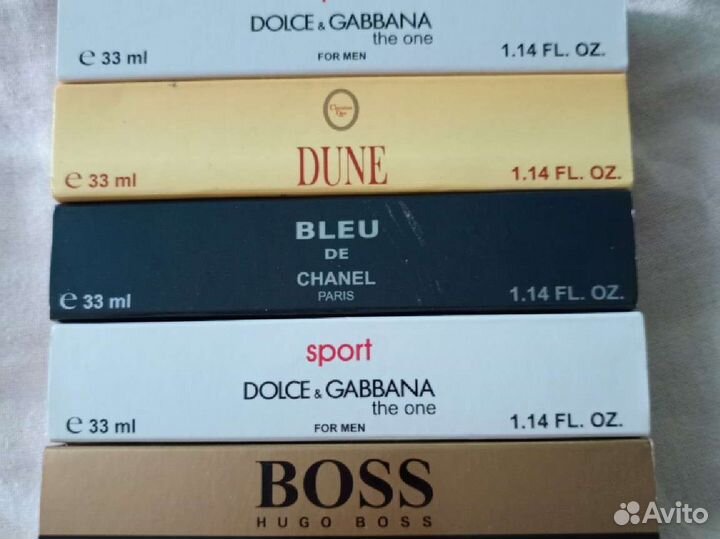 DOLCE & GABBANA
the one
e 33 ml FOR MEN 1.14 FL. OZ.
Christian
Dior
DUNE
e 33 ml 1.14 FL. OZ.
BLEU
DE
CHANEL
PARIS
e 33 ml 1.14 FL. OZ.
sport
DOLCE & GABBANA
the one
e 33 ml FOR MEN 1.14 FL. OZ.
BOSS
HUGO BOSS
Avito